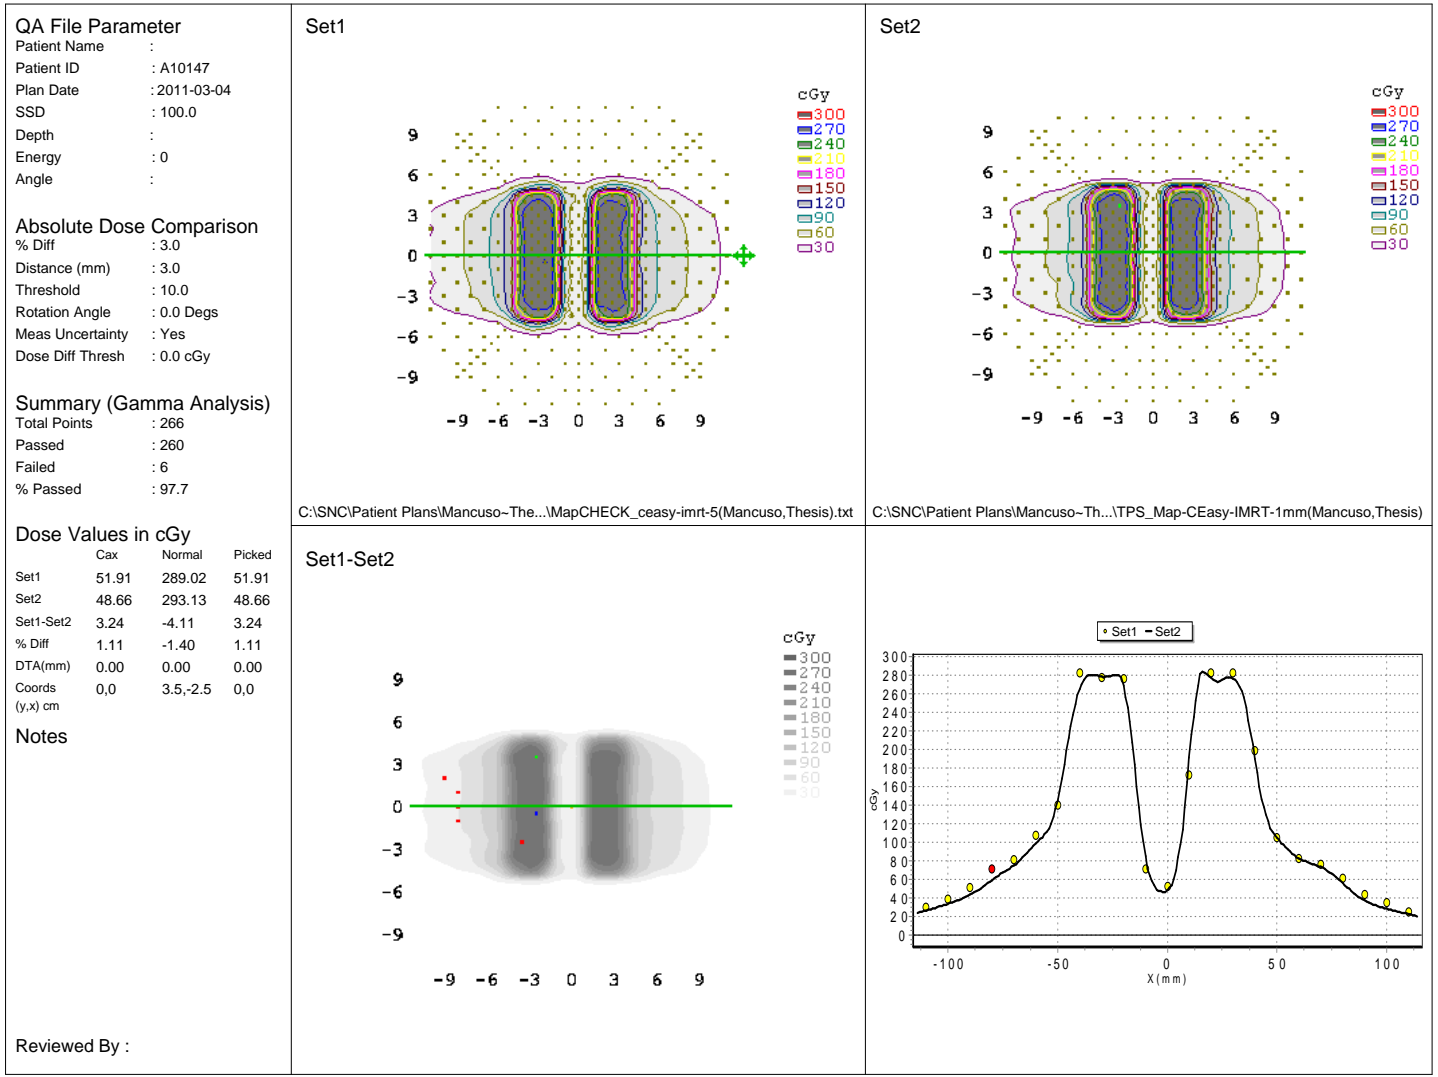 QA File Parameter
Patient Name :
Patient ID : A10147
Plan Date : 2011-03-04
SSD : 100.0
Depth :
Energy : 0
Angle :
Absolute Dose Comparison
% Diff : 3.0
Distance (mm) : 3.0
Threshold : 10.0
Rotation Angle : 0.0 Degs
Meas Uncertainty : Yes
Dose Diff Thresh : 0.0 cGy
Summary (Gamma Analysis)
Total Points : 266
Passed : 260
Failed : 6
% Passed : 97.7
Dose Values in cGy
Cax Normal Picked
Set1 51.91 289.02 51.91
Set2 48.66 293.13 48.66
Set1-Set2 3.24 -4.11 3.24
% Diff 1.11 -1.40 1.11
DTA(mm) 0.00 0.00 0.00
Coords 0,0 3.5,-2.5 0,0
(y,x) cm
Notes
Reviewed By :
Set1
cGy
300
270
240
210
180
150
120
90
60
30
9
6
3
0
-3
-6
-9
-9 -6 -3 0 3 6 9
C:\SNC\Patient Plans\Mancuso~The...\MapCHECK_ceasy-imrt-5(Mancuso,Thesis).txt
Set2
cGy
300
270
240
210
180
150
120
90
60
30
9
6
3
0
-3
-6
-9
-9 -6 -3 0 3 6 9
C:\SNC\Patient Plans\Mancuso~Th...\TPS_Map-CEasy-IMRT-1mm(Mancuso,Thesis)
Set1-Set2
cGy
300
270
240
210
180
150
120
90
60
30
9
6
3
0
-3
-6
-9
-9 -6 -3 0 3 6 9
Set1 Set2
300
280
260
240
220
200
180
160
140
120
100
80
60
40
20
0
cGy
-100 -50 0 50 100
X(mm)